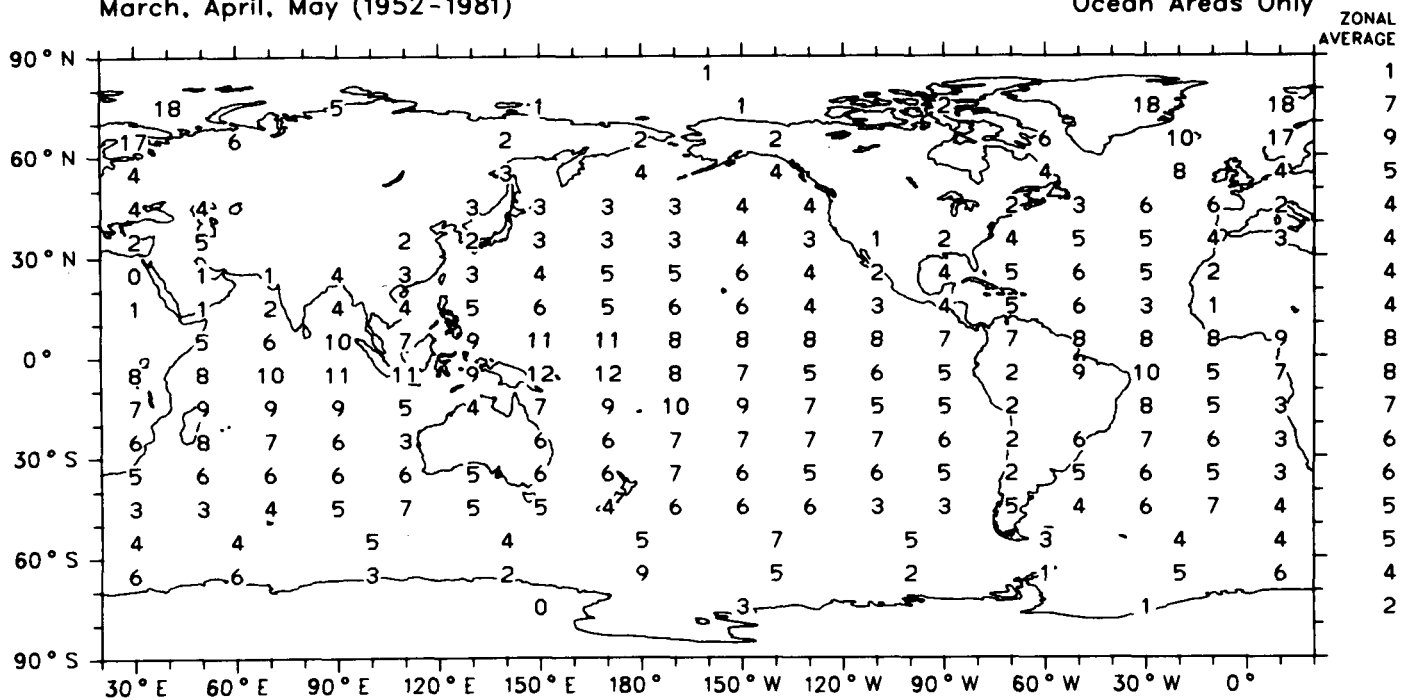 March, April, May (1952-1981) Ocean Areas Only
ZONAL
AVERAGE
90° N 1 1
18 5 1 1 2 18 18 7
17 6 2 2 2 6 10 17 9
60° N
4 3 4 4 4 8 4 5
4 4 3 3 3 3 4 4 2 3 6 6 2 4
2 5 2 2 3 3 3 4 3 1 2 4 5 5 4 3 4
30° N 0 1 1 4 3 3 4 5 5 6 4 2 4 5 6 5 2 4
1 1 2 4 4 5 6 5 6 6 4 3 4 5 6 3 1 4
5 6 10 7 9 11 11 8 8 8 8 7 7 8 8 8 9 8
0°
8 8 10 11 11 9 12 12 8 7 5 6 5 2 9 10 5 7 8
7 9 9 9 5 4 7 9 10 9 7 5 5 2 8 5 3 7
6 8 7 6 3 6 6 7 7 7 7 6 2 6 7 6 3 6
30° S
5 6 6 6 6 5 6 6 7 6 5 6 5 2 5 6 5 3 6
3 3 4 5 7 5 5 4 6 6 6 3 3 5 4 6 7 4 5
4 4 5 4 5 7 5 3 4 4 5
60° S
6 6 3 2 9 5 2 1 5 6 4
0 3 1 2
90° S
30° E 60° E 90° E 120° E 150° E 180° 150° W 120° W 90° W 60° W 30° W 0°